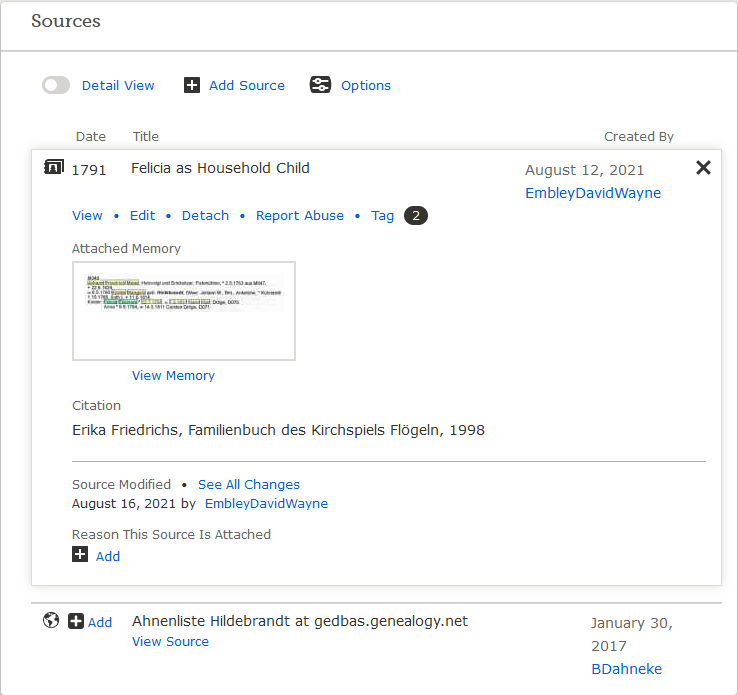 Sources
Detail View Add Source Options
Date Title Created By
1791 Felicia as Household Child August 12, 2021
EmbleyDavidWayne
View • Edit • Detach • Report Abuse • Tag 2
Attached Memory
View Memory
Citation
Erika Friedrichs, Familienbuch des Kirchspiels Flögeln, 1998
Source Modified • See All Changes
August 16, 2021 by EmbleyDavidWayne
Reason This Source Is Attached
Add
Add Ahnenliste Hildebrandt at gedbas.genealogy.net January 30,
2017
View Source
BDahneke